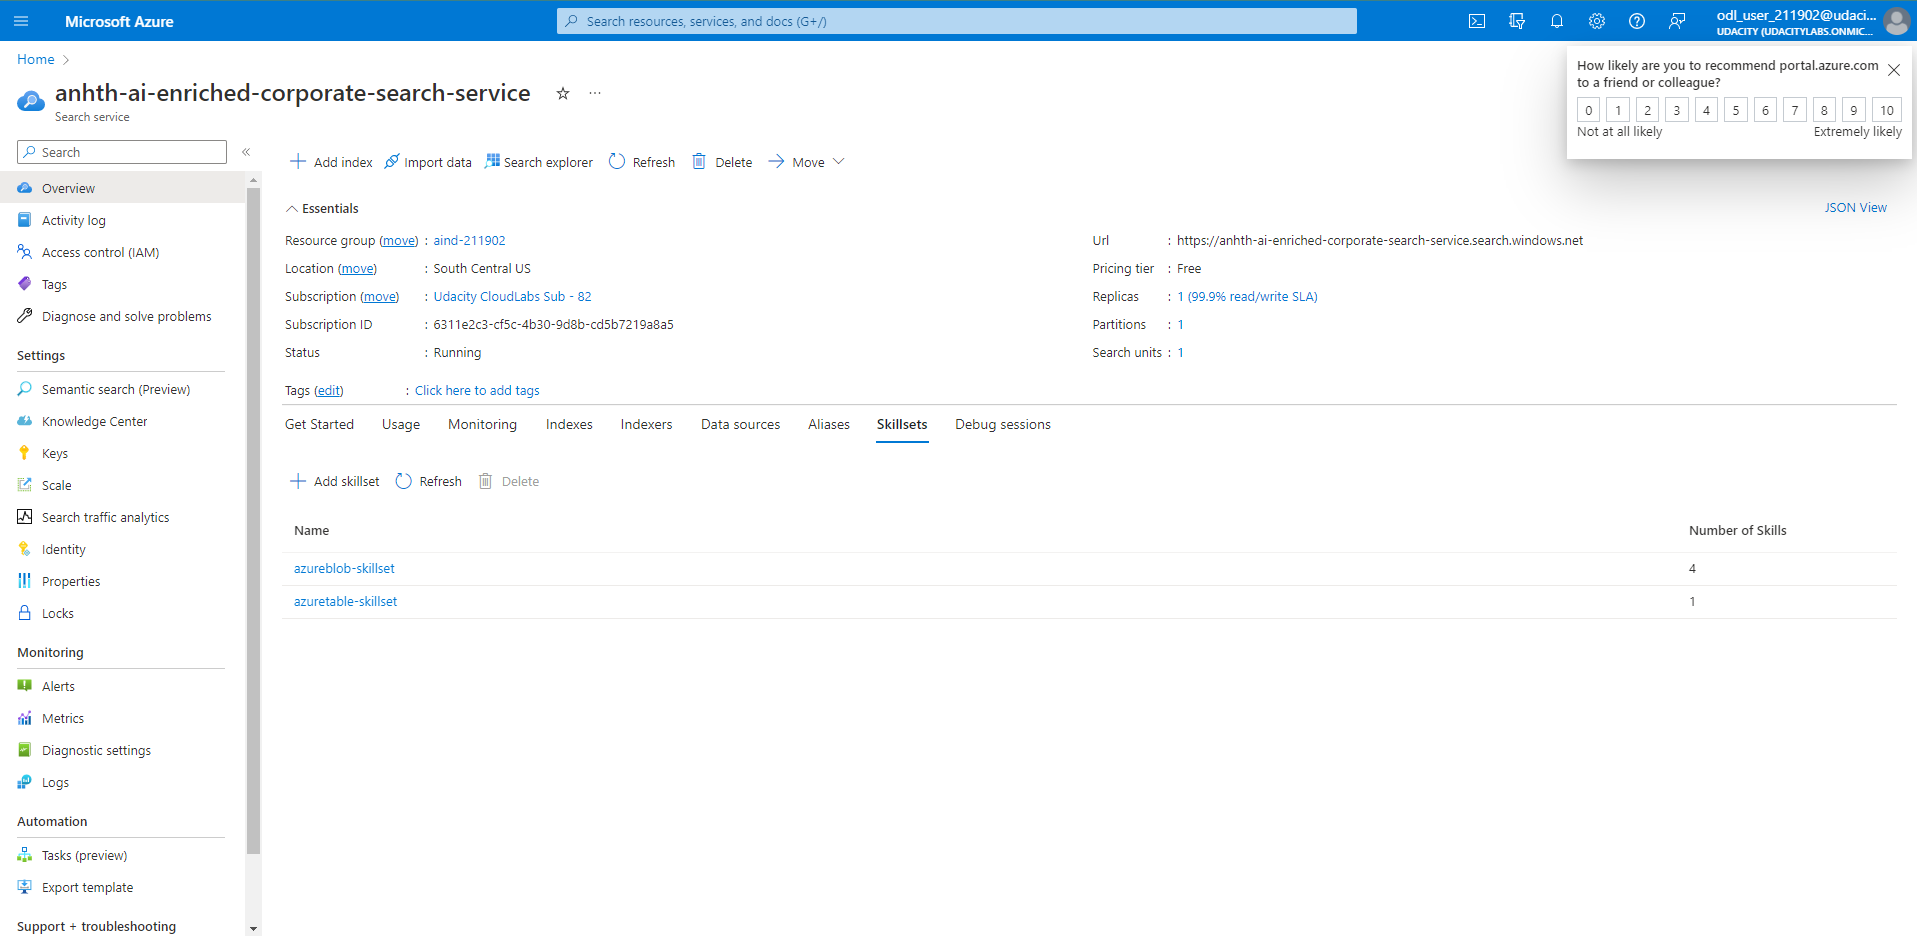 Microsoft Azure
Search resources, services, and docs (G+/)
odl_user_211902@udaci...
UDACITY (UDACITYLABS.ONMIC...
Home
How likely are you to recommend portal.azure.com
to a friend or colleague?
0 1 2 3 4 5 6 7 8 9 10
Not at all likely Extremely likely
anhth-ai-enriched-corporate-search-service
Search service
Search
Overview
Activity log
Access control (IAM)
Tags
Diagnose and solve problems
Settings
Semantic search (Preview)
Knowledge Center
Keys
Scale
Search traffic analytics
Identity
Properties
Locks
Monitoring
Alerts
Metrics
Diagnostic settings
Logs
Automation
Tasks (preview)
Export template
Support + troubleshooting
Add index Import data Search explorer Refresh Delete Move
Essentials
JSON View
Resource group (move) : aind-211902
Location (move) : South Central US
Subscription (move) : Udacity CloudLabs Sub - 82
Subscription ID : 6311e2c3-cf5c-4b30-9d8b-cd5b7219a8a5
Status : Running
Url : https://anhth-ai-enriched-corporate-search-service.search.windows.net
Pricing tier : Free
Replicas : 1 (99.9% read/write SLA)
Partitions : 1
Search units : 1
Tags (edit) : Click here to add tags
Get Started Usage Monitoring Indexes Indexers Data sources Aliases Skillsets Debug sessions
Add skillset Refresh Delete
Name Number of Skills
azureblob-skillset 4
azuretable-skillset 1